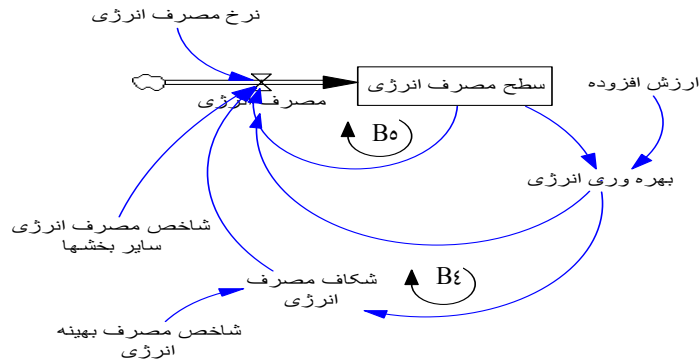 نرخ مصرف انرژی
سطح مصرف انرژی
ارزش افزوده
مصرف انرژی
B٥
بهره وری انرژی
شاخص مصرف انرژی
سایر بخشها
B٤
شکاف مصرف
انرژی
شاخص مصرف بهینه
انرژی